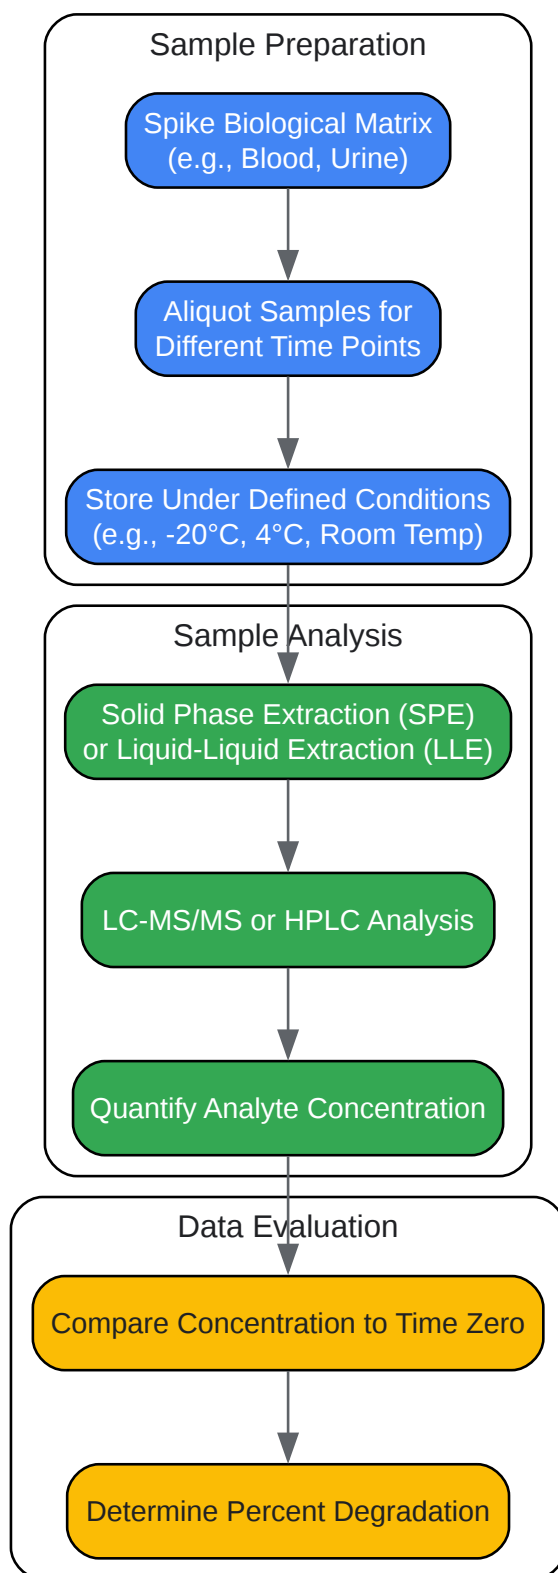 Sample Preparation
Spike Biological Matrix
(e.g., Blood, Urine)
Aliquot Samples for
Different Time Points
Store Under Defined Conditions
(e.g., -20°C, 4°C, Room Temp)
Sample Analysis
Solid Phase Extraction (SPE)
or Liquid-Liquid Extraction (LLE)
LC-MS/MS or HPLC Analysis
Quantify Analyte Concentration
Data Evaluation
Compare Concentration to Time Zero
Determine Percent Degradation